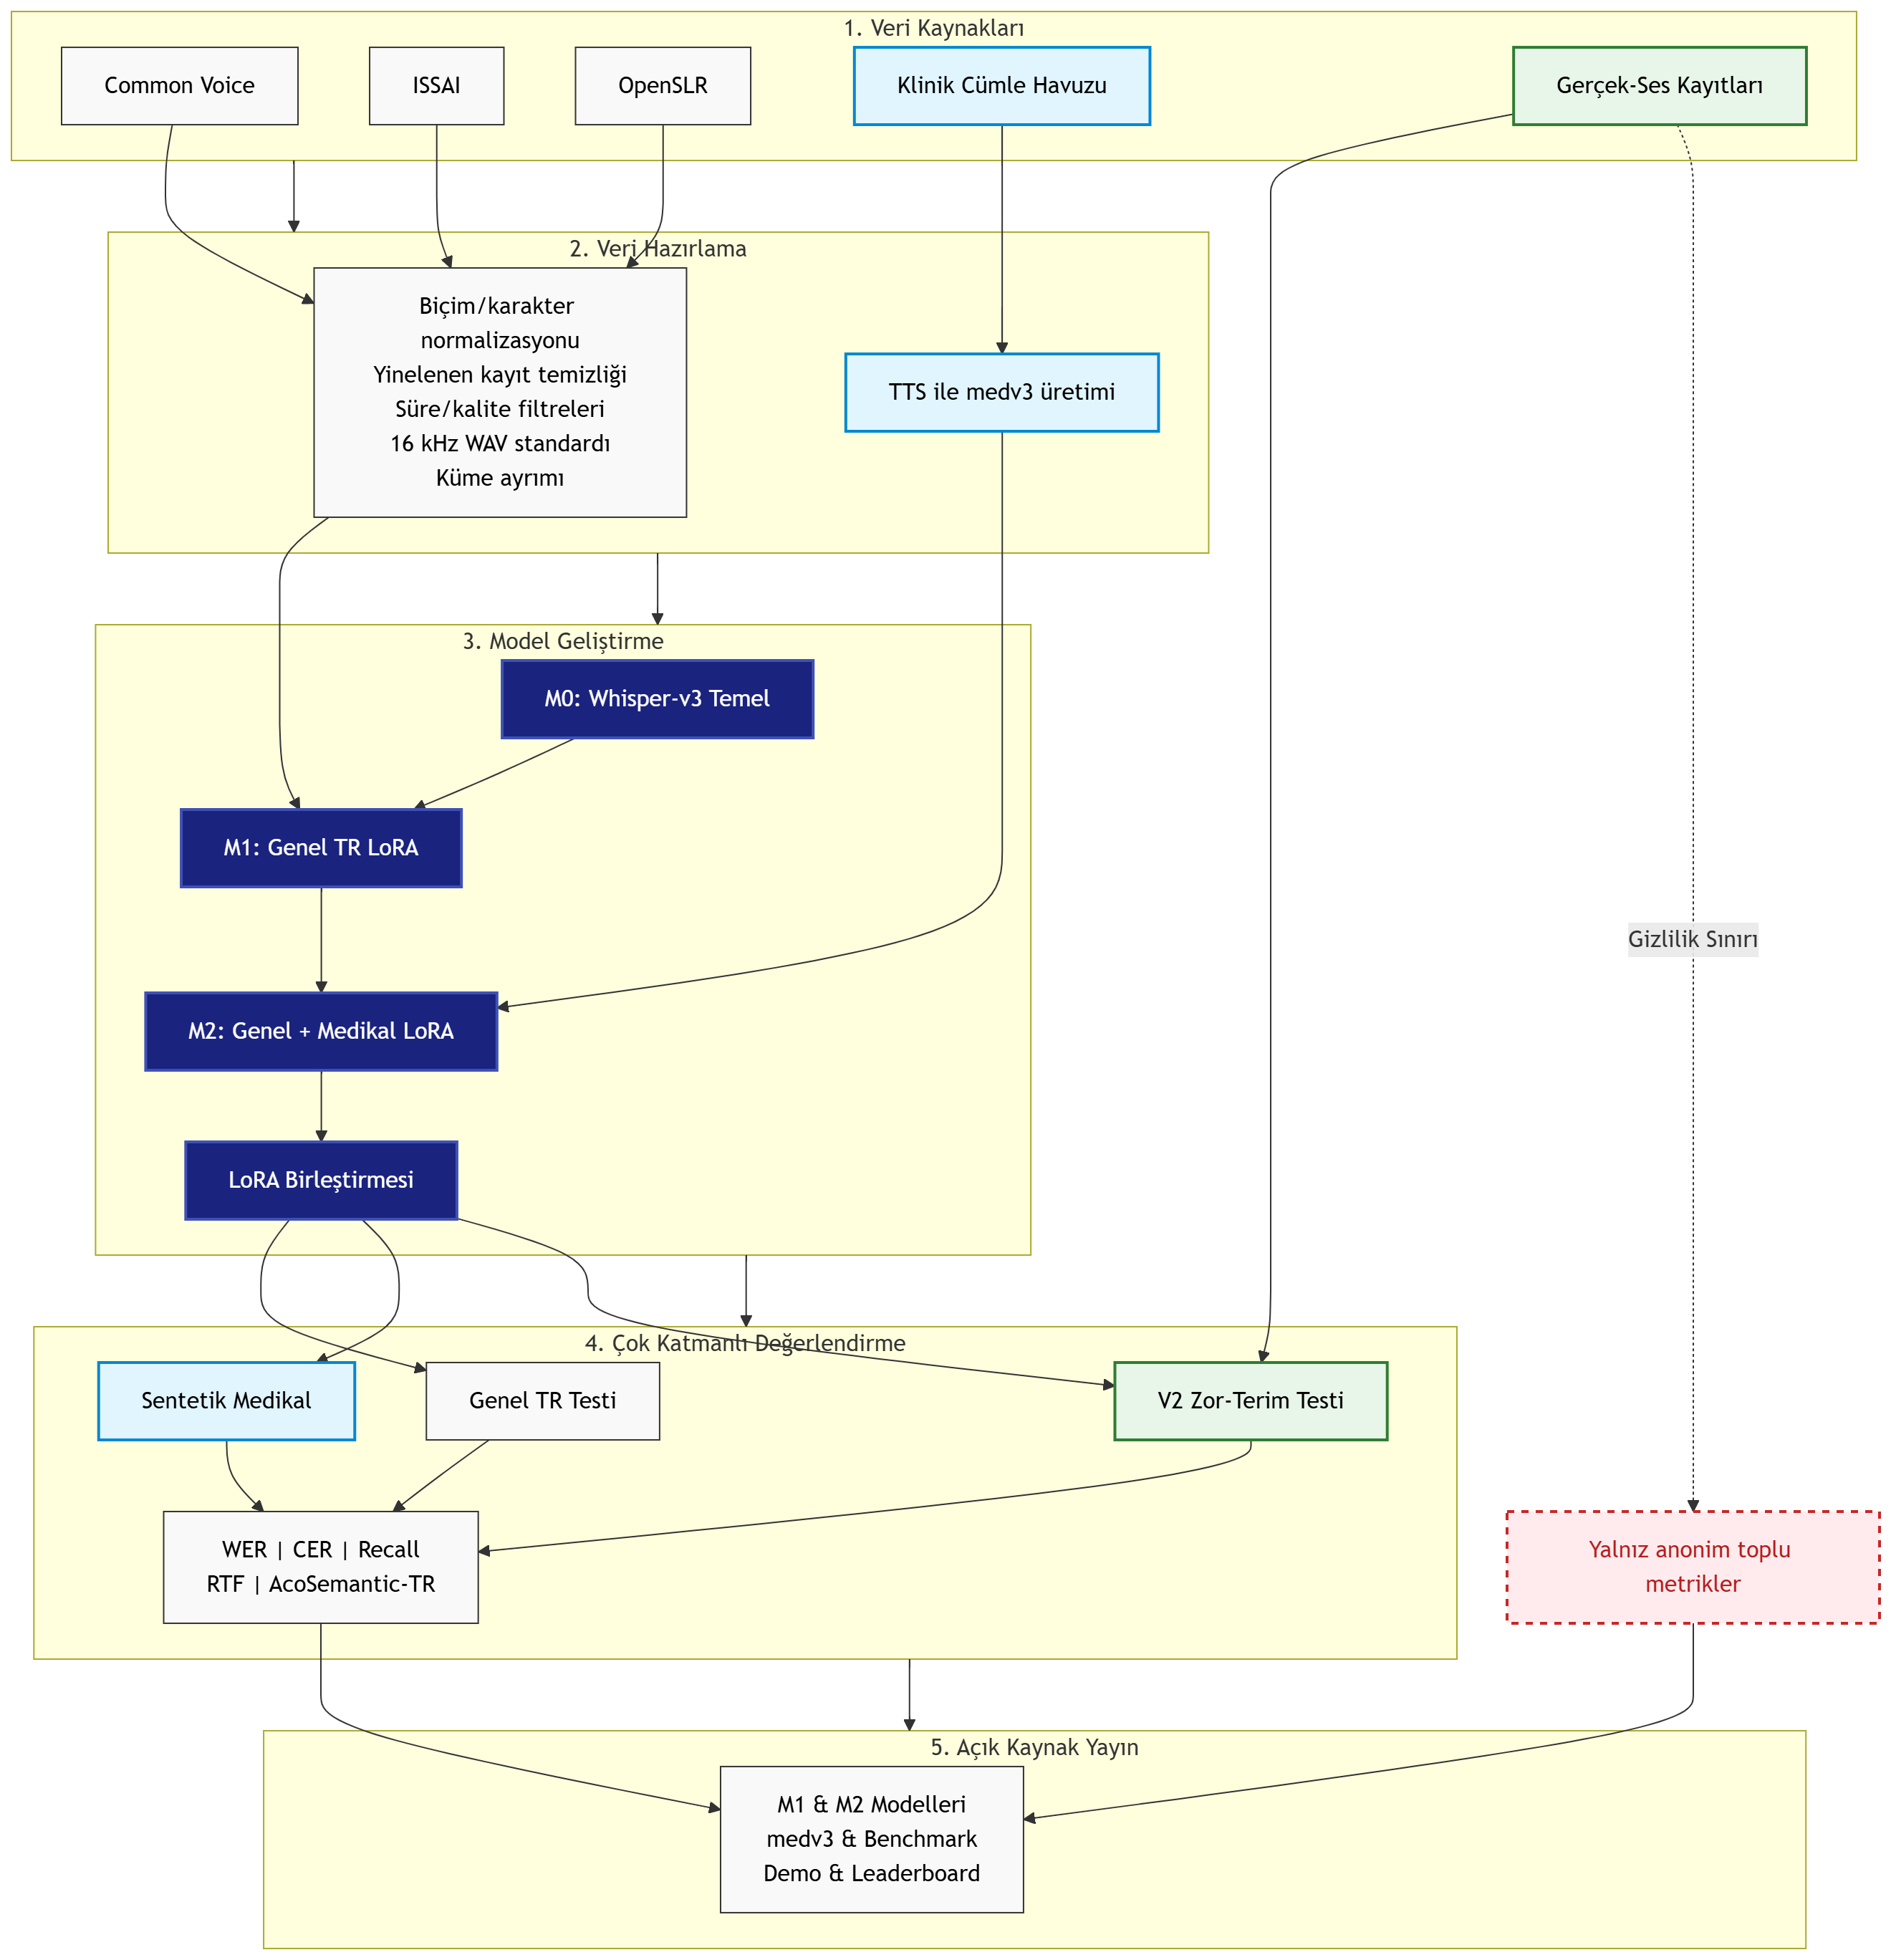 1. Veri Kaynakları
Common Voice
ISSAI
OpenSLR
Klinik Cümle Havuzu
Gerçek-Ses Kayıtları
2. Veri Hazırlama
Biçim/karakter
normalizasyonu
Yinelenen kayıt temizliği
Süre/kalite filtreleri
16 kHz WAV standardı
Küme ayrımı
TTS ile medv3 üretimi
3. Model Geliştirme
M0: Whisper-v3 Temel
M1: Genel TR LoRA
Gizlilik Sınırı
M2: Genel + Medikal LoRA
LoRA Birleştirmesi
4. Çok Katmanlı Değerlendirme
Sentetik Medikal
Genel TR Testi
V2 Zor-Terim Testi
WER | CER | Recall
RTF | AcoSemantic-TR
Yalnız anonim toplu
metrikler
5. Açık Kaynak Yayın
M1 & M2 Modelleri
medv3 & Benchmark
Demo & Leaderboard